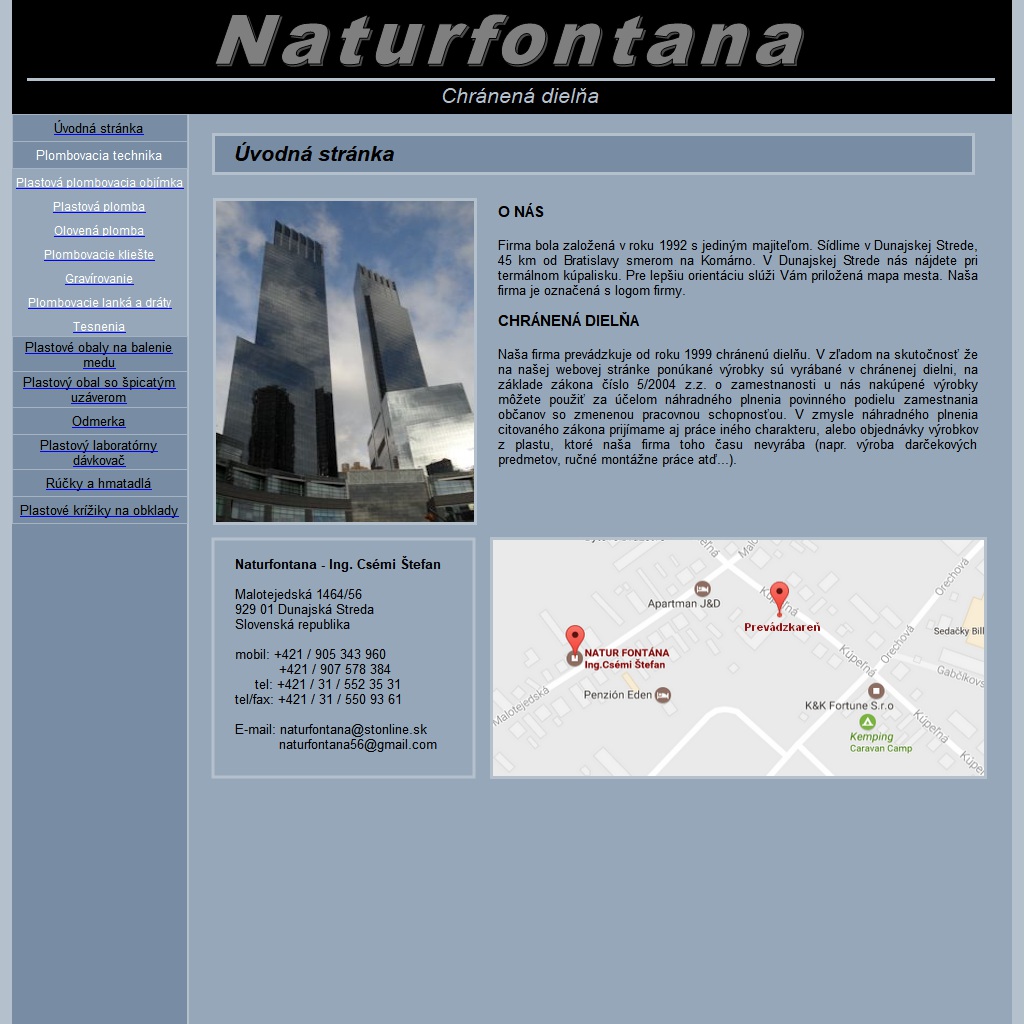 Naturfontana
Chránená dielňa
Úvodná stránka
Plombovacia technika
Plastová plombovacia objímka
Plastová plomba
Olovená plomba
Plombovacie kliešte
Gravírovanie
Plombovacie lanká a dráty
Tesnenia
Plastové obaly na balenie
medu
Plastový obal so špicatým
uzáverom
Odmerka
Plastový laboratórny
dávkovač
Rúčky a hmatadlá
Plastové krížiky na obklady
Úvodná stránka
O NÁS
Firma bola založená v roku 1992 s jediným majiteľom. Sídlime v Dunajskej Strede,
45 km od Bratislavy smerom na Komárno. V Dunajskej Strede nás nájdete pri
termálnom kúpalisku. Pre lepšiu orientáciu slúži Vám priložená mapa mesta. Naša
firma je označená s logom firmy.
CHRÁNENÁ DIELŇA
Naša firma prevádzkuje od roku 1999 chránenú dielňu. V zľadom na skutočnosť že
na našej webovej stránke ponúkané výrobky sú vyrábané v chránenej dielni, na
základe zákona číslo 5/2004 z.z. o zamestnanosti u nás nakúpené výrobky
môžete použiť za účelom náhradného plnenia povinného podielu zamestnania
občanov so zmenenou pracovnou schopnosťou. V zmysle náhradného plnenia
citovaného zákona prijímame aj práce iného charakteru, alebo objednávky výrobkov
z plastu, ktoré naša firma toho času nevyrába (napr. výroba darčekových
predmetov, ručné montážne práce atď...).
Naturfontana - Ing. Csémi Štefan
Malotejedská 1464/56
929 01 Dunajská Streda
Slovenská republika
mobil: +421 / 905 343 960
+421 / 907 578 384
tel: +421 / 31 / 552 35 31
tel/fax: +421 / 31 / 550 93 61
E-mail: naturfontana@stonline.sk
naturfontana56@gmail.com
Apartman J&D
Prevádzkareň
NATUR FONTÁNA
Ing.Csémi Štefan
Penzión Eden
Malotejedská
Kúpeľná
Orechová
Sedačky Bill
Orechová
Kúpeľná
Gabčíkovs
K&K Fortune S.r.o
Kúpeľná
Kemping
Caravan Camp
Kúpeľ